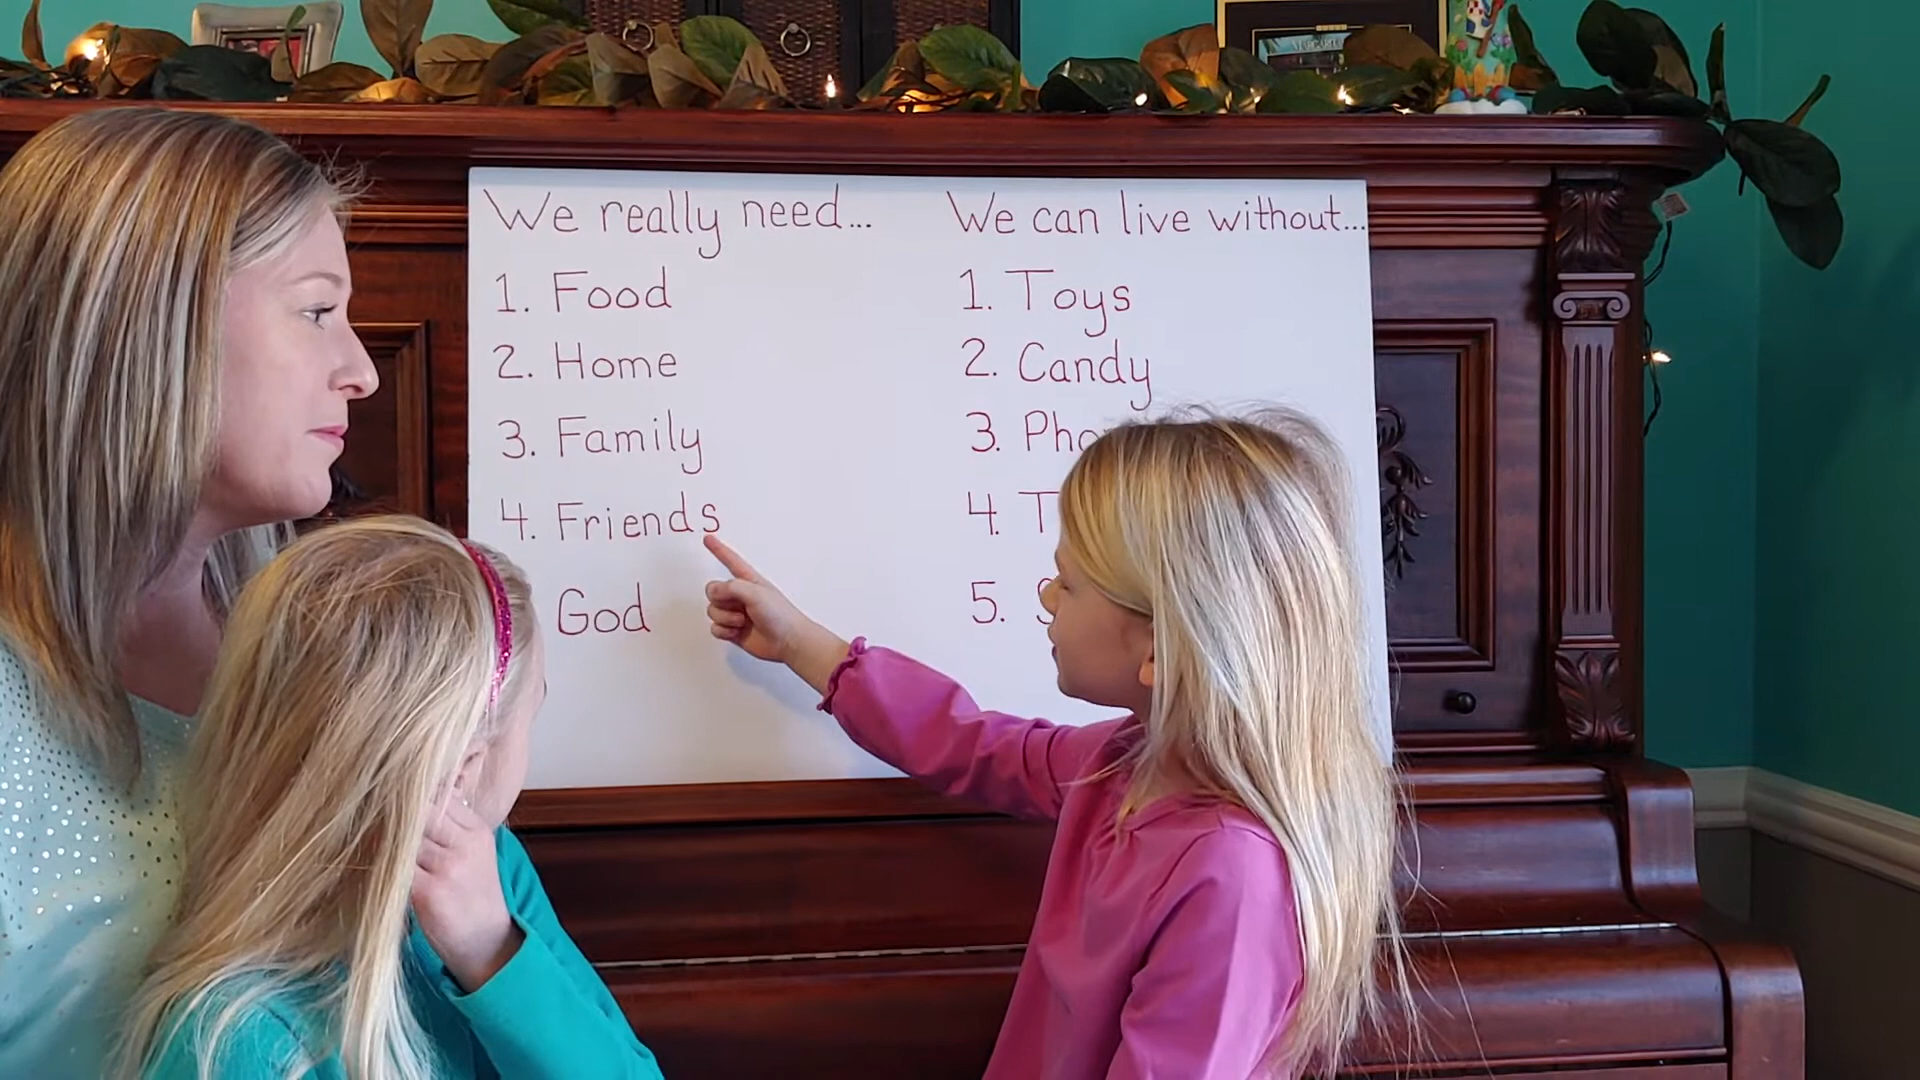 We really need...
1. Food
2. Home
3. Family
4. Friends
God
We can live without...
1. Toys
2. Candy
3.
4.
5.